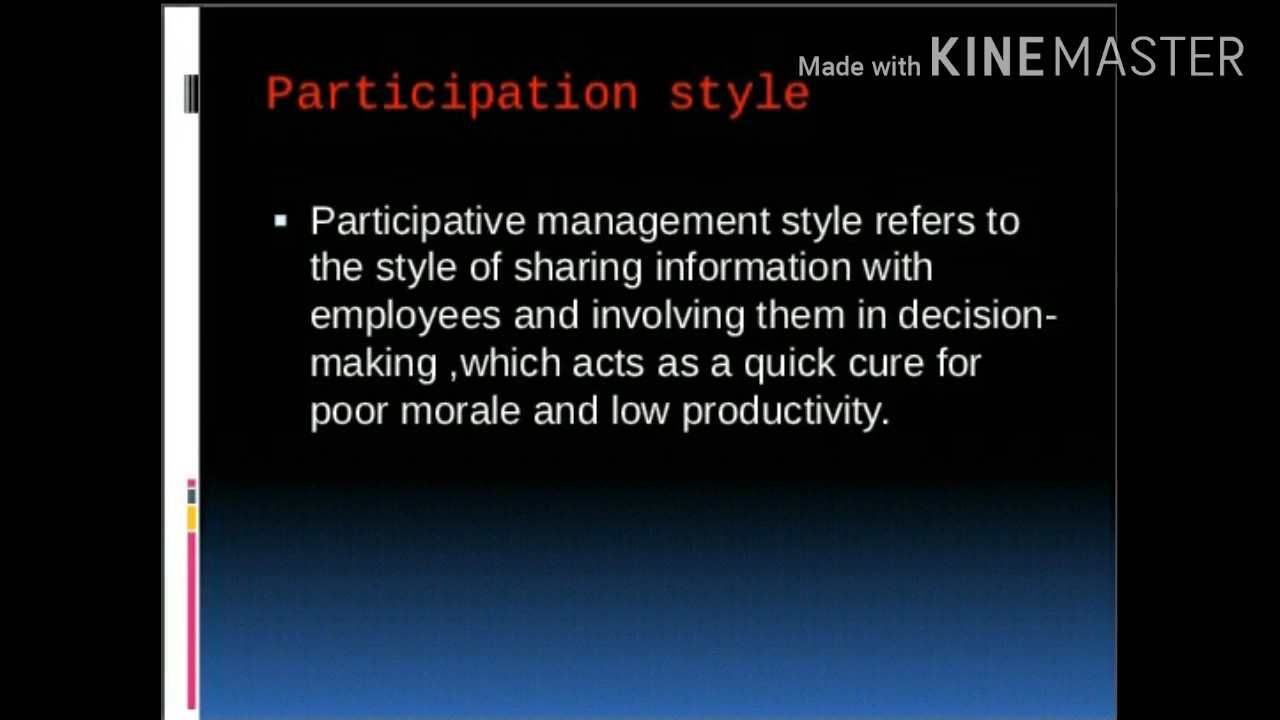 Made with KINEMASTER
Participation style
▪ Participative management style refers to
the style of sharing information with
employees and involving them in decision-
making ,which acts as a quick cure for
poor morale and low productivity.